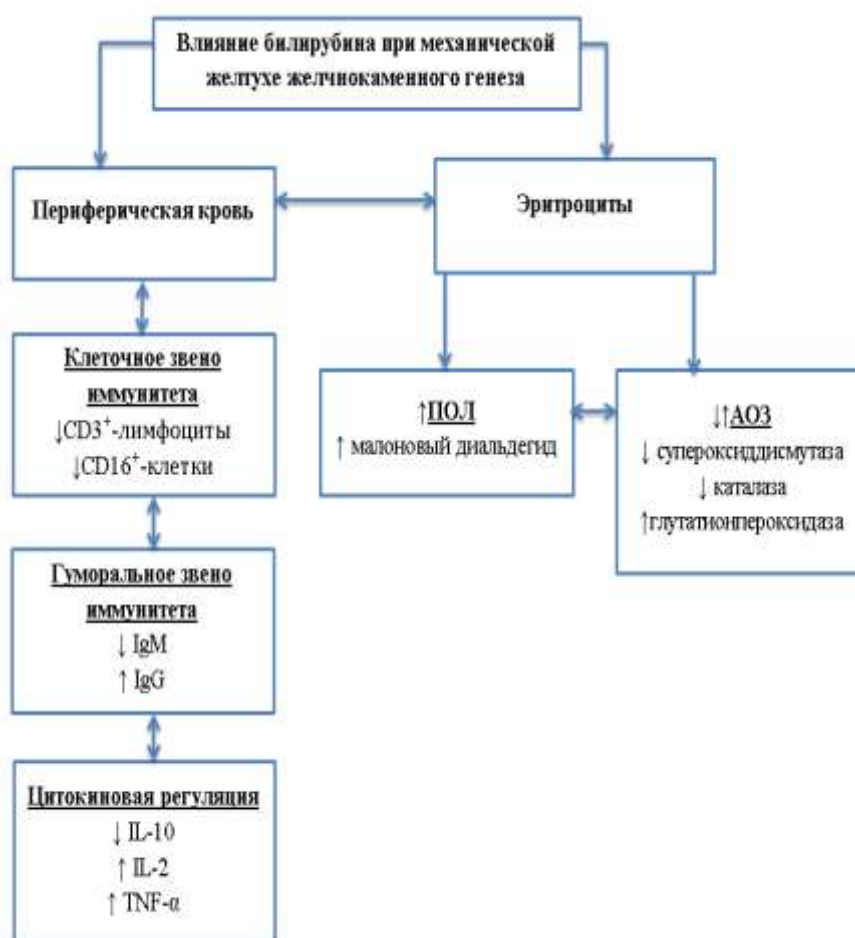 Влияние билирубина при механической
желтухе желчнокаменного генеза
Периферическая кровь
Эритроциты
Клеточное звено
иммунитета
↓CD3⁺-лимфоциты
↓CD16⁺-клетки
↑ПОЛ
↑ малоновый диальдегид
↓↑АОЗ
↓ супероксиддисмутаза
↓ каталаза
↑глутатионпероксидаза
Гуморальное звено
иммунитета
↓ IgM
↑ IgG
Цитокиновая регуляция
↓ IL-10
↑ IL-2
↑ TNF-α